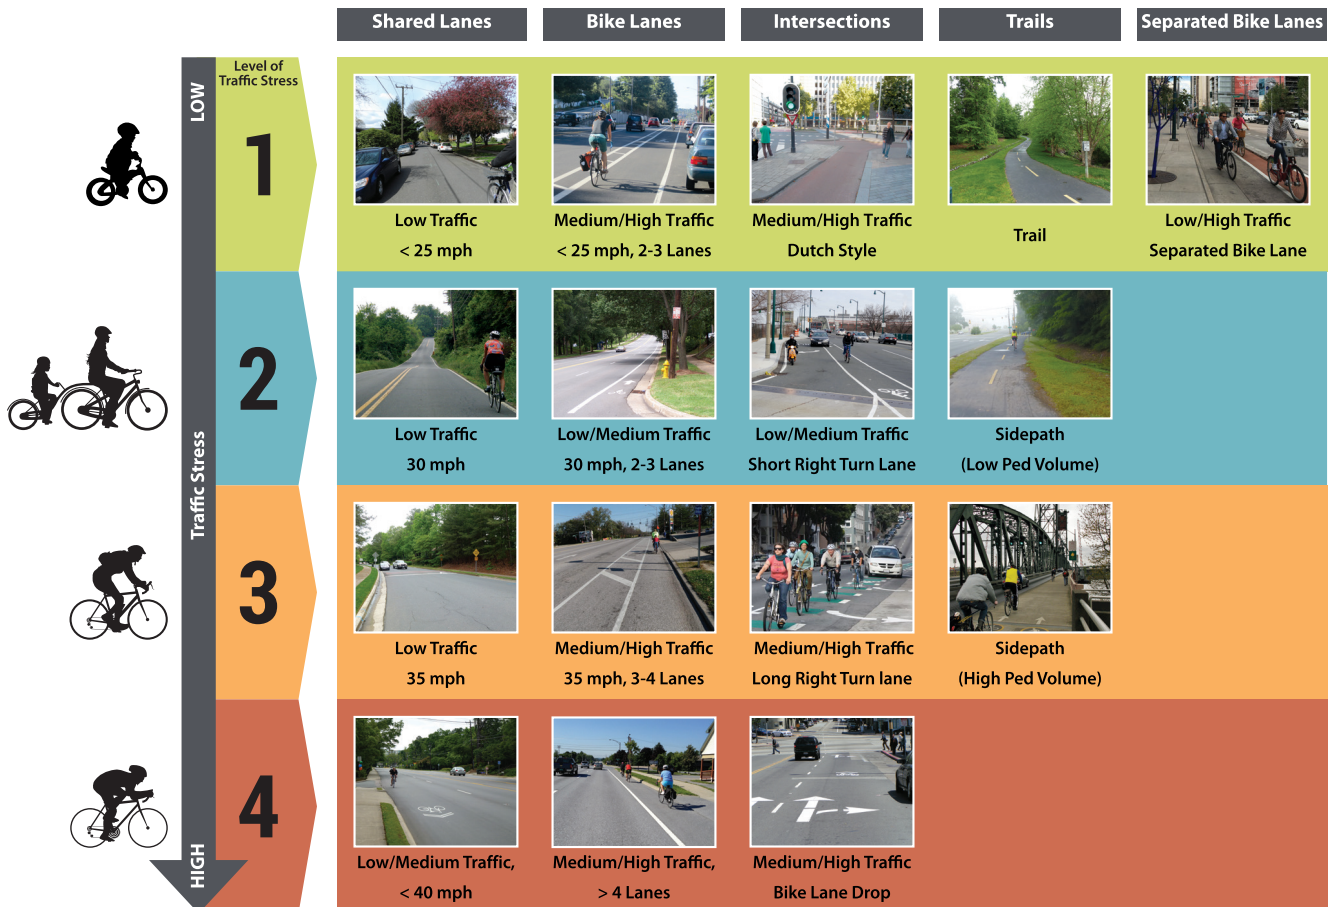 Shared Lanes
Bike Lanes
Intersections
Trails
Separated Bike Lanes
LOW
Traffic Stress
HIGH
Level of
Traffic Stress
1
Low Traffic
< 25 mph
Medium/High Traffic
< 25 mph, 2-3 Lanes
Medium/High Traffic
Dutch Style
Trail
Low/High Traffic
Separated Bike Lane
2
Low Traffic
30 mph
Low/Medium Traffic
30 mph, 2-3 Lanes
Low/Medium Traffic
Short Right Turn Lane
Sidepath
(Low Ped Volume)
3
Low Traffic
35 mph
Medium/High Traffic
35 mph, 3-4 Lanes
Medium/High Traffic
Long Right Turn lane
Sidepath
(High Ped Volume)
4
Low/Medium Traffic,
< 40 mph
Medium/High Traffic,
> 4 Lanes
Medium/High Traffic
Bike Lane Drop